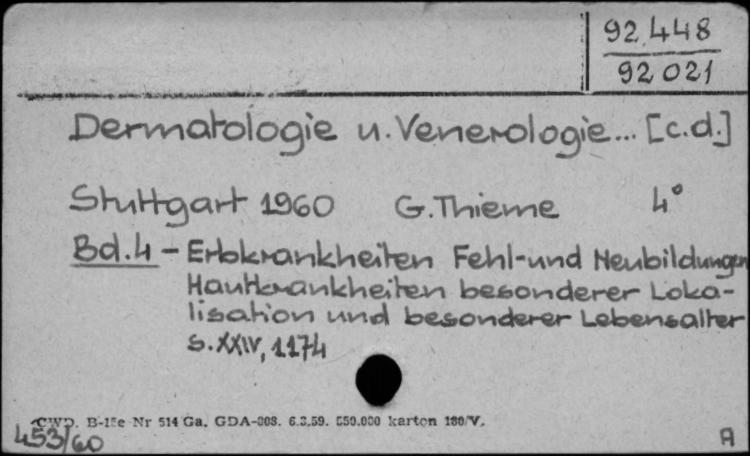 92 448
92 021
Dermatologie u. Venerologie... [c.d.]
Stuttgart 1960 G. Thieme 4°
Bd. 4 - Erbkrankheiten Fehl- und Neubildungen
Hautkrankheiten besonderer Loka-
lisation und besonderer Lebensalter
S. XXIV, 1174
CWD. B-15e Nr 514 Ga. GDA-008. 6.3.59. 550.000 karton 180/V.
453/60
A